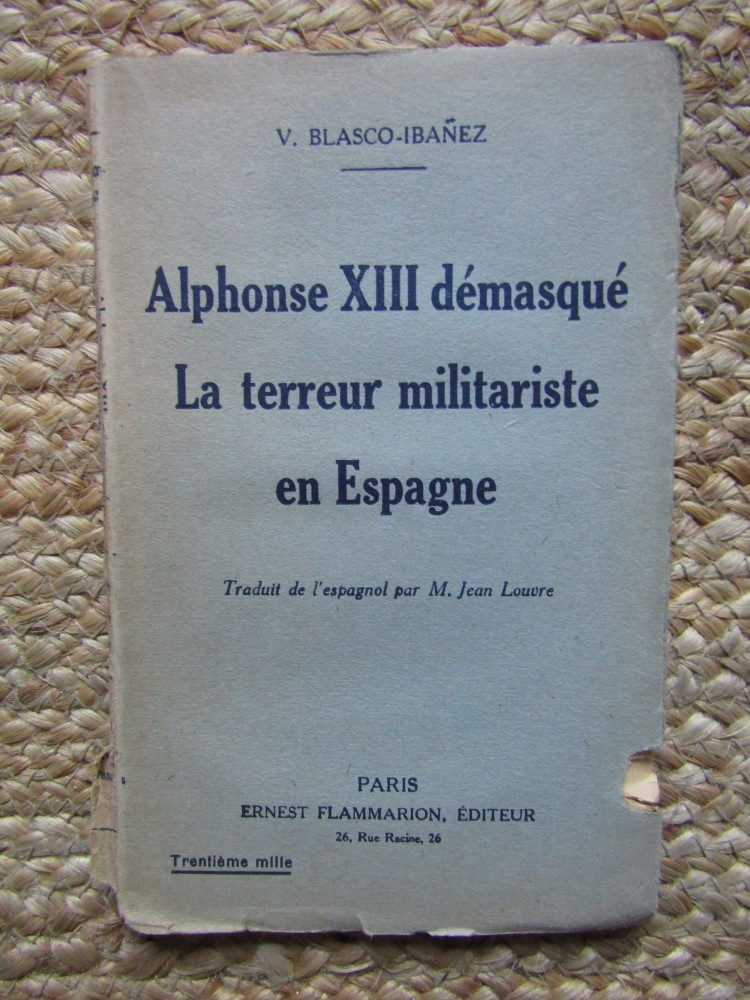 V. BLASCO-IBAÑEZ
Alphonse XIII démasqué
La terreur militariste
en Espagne
Traduit de l'espagnol par M. Jean Louvre
PARIS
ERNEST FLAMMARION, ÉDITEUR
26, Rue Racine, 26
Trentième mille